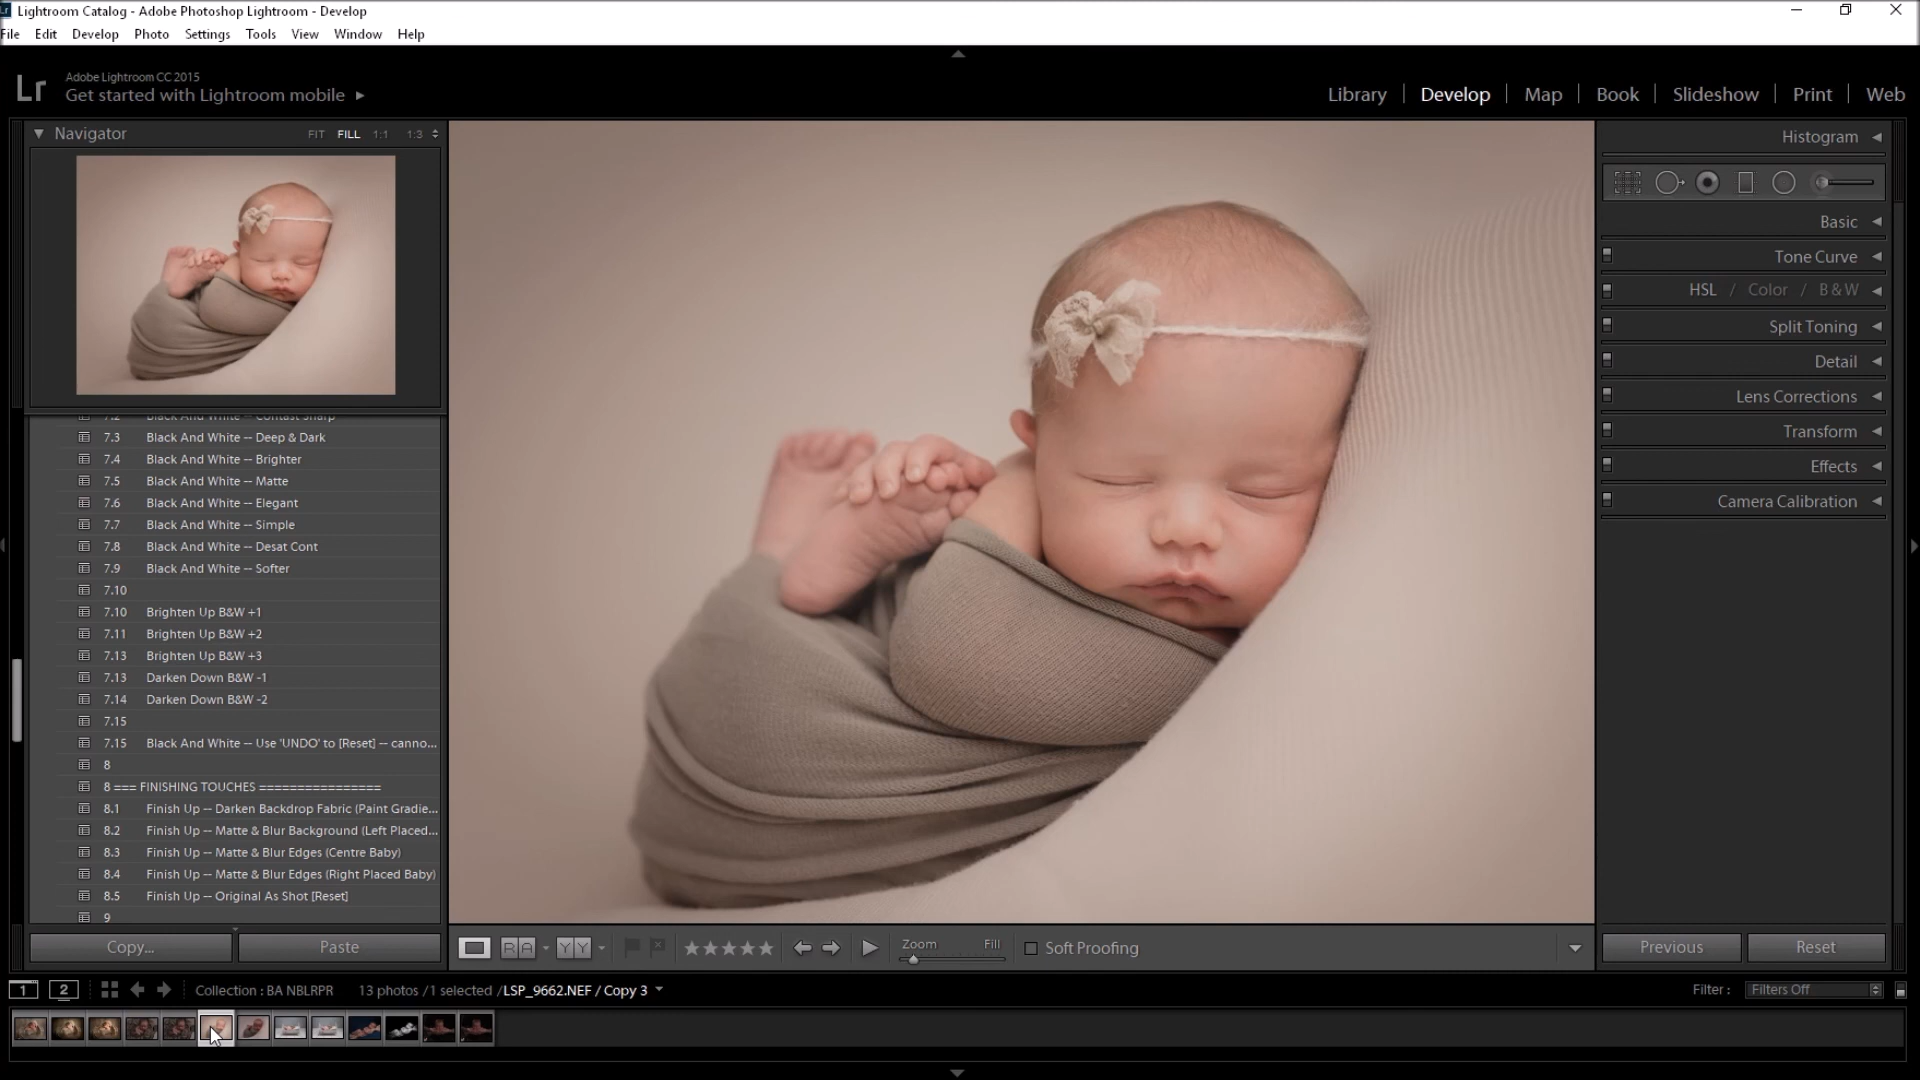 Lightroom Catalog - Adobe Photoshop Lightroom - Develop
File Edit Develop Photo Settings Tools View Window Help
Lr Adobe Lightroom CC 2015
Get started with Lightroom mobile
Library Develop Map Book Slideshow Print Web
Navigator FIT FILL 1:1 1:3
7.2 Black And White -- Contast Sharp
7.3 Black And White -- Deep & Dark
7.4 Black And White -- Brighter
7.5 Black And White -- Matte
7.6 Black And White -- Elegant
7.7 Black And White -- Simple
7.8 Black And White -- Desat Cont
7.9 Black And White -- Softer
7.10
7.10 Brighten Up B&W +1
7.11 Brighten Up B&W +2
7.13 Brighten Up B&W +3
7.13 Darken Down B&W -1
7.14 Darken Down B&W -2
7.15
7.15 Black And White -- Use 'UNDO' to [Reset] -- canno...
8
8 === FINISHING TOUCHES ================
8.1 Finish Up -- Darken Backdrop Fabric (Paint Gradie...
8.2 Finish Up -- Matte & Blur Background (Left Placed...
8.3 Finish Up -- Matte & Blur Edges (Centre Baby)
8.4 Finish Up -- Matte & Blur Edges (Right Placed Baby)
8.5 Finish Up -- Original As Shot [Reset]
9
Copy... Paste
Histogram
Basic
Tone Curve
HSL / Color / B & W
Split Toning
Detail
Lens Corrections
Transform
Effects
Camera Calibration
R A Y Y Zoom Fill Soft Proofing
Previous Reset
1 2 Collection : BA NBLRPR 13 photos / 1 selected / LSP_9662.NEF / Copy 3
Filter : Filters Off